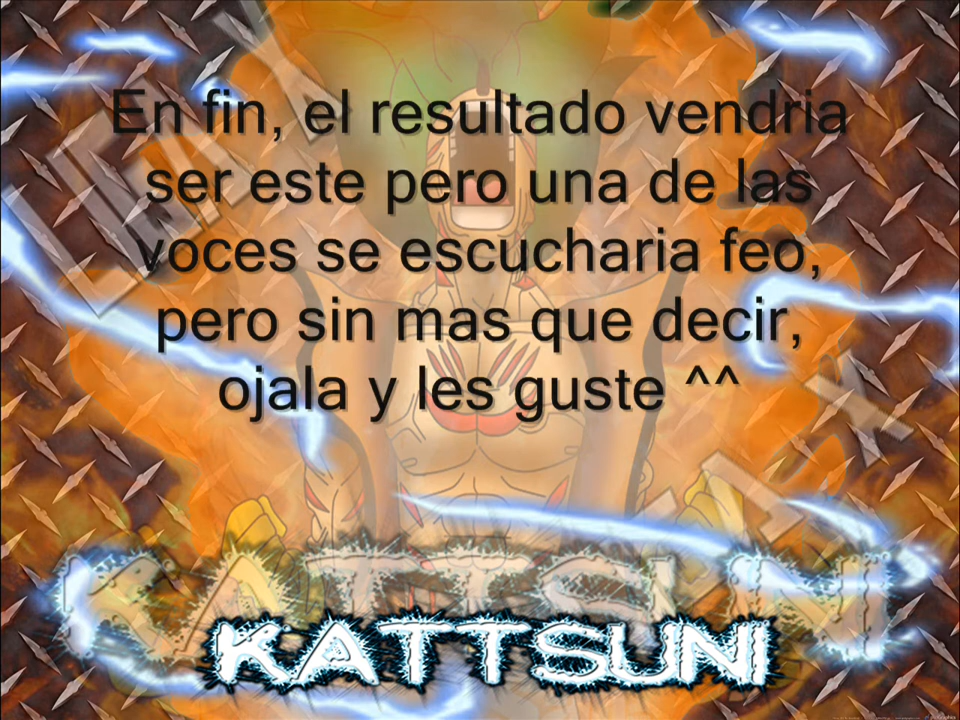 En fin, el resultado vendria
ser este pero una de las
voces se escucharia feo,
pero sin mas que decir,
ojala y les guste ^^
KATTSUNI
KATTSUNI